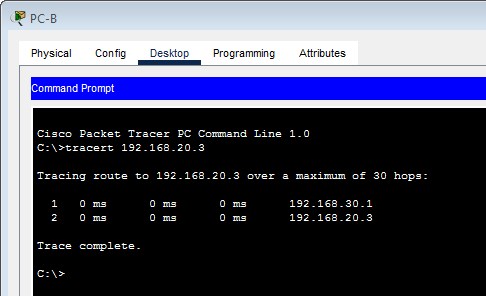 PC-B
Physical Config Desktop Programming Attributes
Command Prompt
Cisco Packet Tracer PC Command Line 1.0
C:\>tracert 192.168.20.3
Tracing route to 192.168.20.3 over a maximum of 30 hops:
1 0 ms 0 ms 0 ms 192.168.30.1
2 0 ms 0 ms 0 ms 192.168.20.3
Trace complete.
C:\>